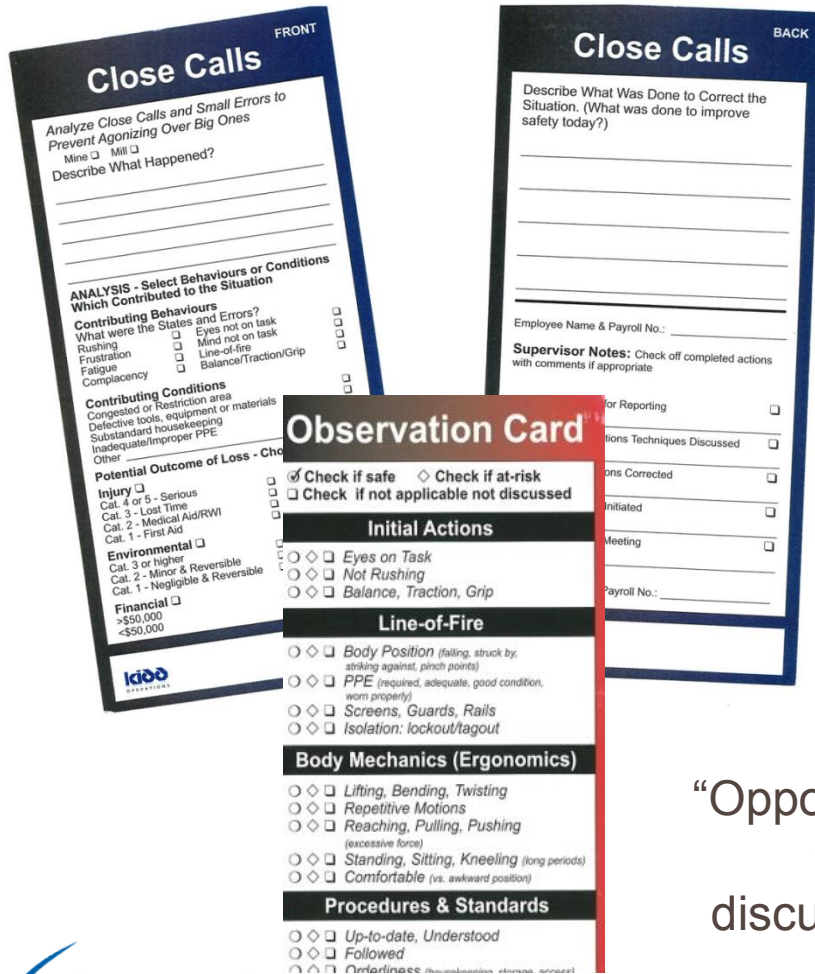 FRONT
Close Calls
Analyze Close Calls and Small Errors to
Prevent Agonizing Over Big Ones
Mine ❑ Mill ❑
Describe What Happened?
ANALYSIS - Select Behaviours or Conditions
Which Contributed to the Situation
Contributing Behaviours
What were the States and Errors?
Rushing ❑ Eyes not on task ❑
Frustration ❑ Mind not on task ❑
Fatigue ❑ Line-of-fire ❑
Complacency ❑ Balance/Traction/Grip ❑
Contributing Conditions
Congested or Restriction area ❑
Defective tools, equipment or materials ❑
Substandard housekeeping
Inadequate/Improper PPE
Other
Potential Outcome of Loss -
Injury ❑
Cat. 4 or 5 - Serious ❑
Cat. 3 - Lost Time ❑
Cat. 2 - Medical Aid/RWI ❑
Cat. 1 - First Aid ❑
Environmental ❑
Cat. 3 or higher
Cat. 2 - Minor & Reversible
Cat. 1 - Negligible & Reversible
Financial ❑
>$50,000
<$50,000
kidd
OPERATIONS
BACK
Close Calls
Describe What Was Done to Correct the
Situation. (What was done to improve
safety today?)
Employee Name & Payroll No.:
Supervisor Notes: Check off completed actions
with comments if appropriate
for Reporting ❑
Techniques Discussed ❑
Corrected ❑
Initiated ❑
Meeting ❑
Payroll No.:
Observation Card
Check if safe ◇ Check if at-risk
❑ Check if not applicable not discussed
Initial Actions
❍ ◇ ❑ Eyes on Task
❍ ◇ ❑ Not Rushing
❍ ◇ ❑ Balance, Traction, Grip
Line-of-Fire
❍ ◇ ❑ Body Position (falling, struck by,
striking against, pinch points)
❍ ◇ ❑ PPE (required, adequate, good condition,
worn properly)
❍ ◇ ❑ Screens, Guards, Rails
❍ ◇ ❑ Isolation: lockout/tagout
Body Mechanics (Ergonomics)
❍ ◇ ❑ Lifting, Bending, Twisting
❍ ◇ ❑ Repetitive Motions
❍ ◇ ❑ Reaching, Pulling, Pushing
(excessive force)
❍ ◇ ❑ Standing, Sitting, Kneeling (long periods)
❍ ◇ ❑ Comfortable (vs. awkward position)
Procedures & Standards
❍ ◇ ❑ Up-to-date, Understood
❍ ◇ ❑ Followed
❍ ◇ ❑ Orderliness (housekeeping, storage, access)
“Oppo
discu